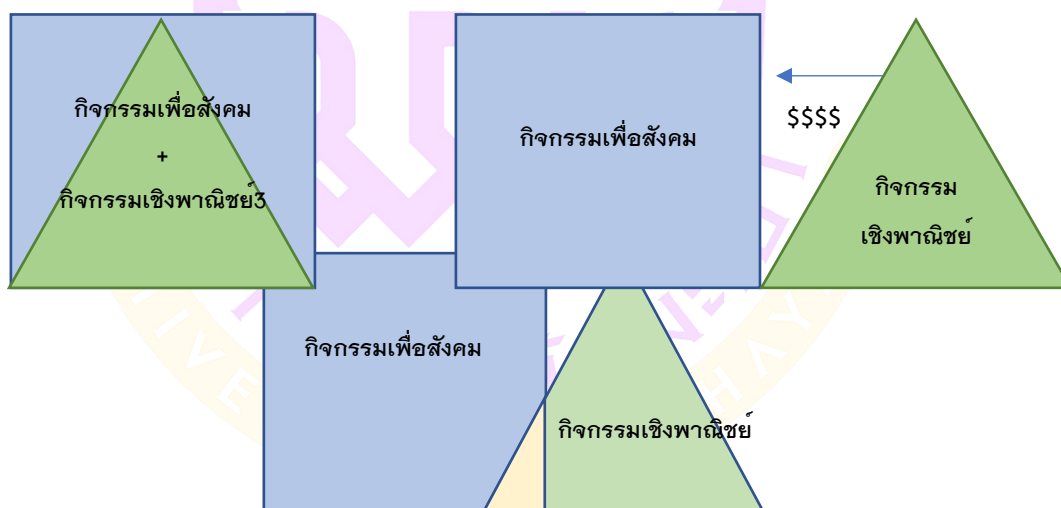 กิจกรรมเพื่อสังคม
+
กิจกรรมเชิงพาณิชย์3
กิจกรรมเพื่อสังคม
$$$$
กิจกรรม
เชิงพาณิชย์
กิจกรรมเพื่อสังคม
กิจกรรมเชิงพาณิชย์